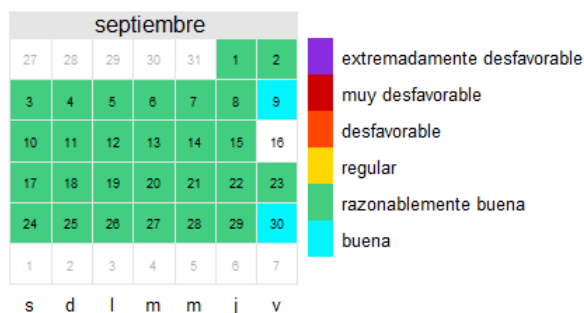 septiembre
27 28 29 30 31 1 2
3 4 5 6 7 8 9
10 11 12 13 14 15 16
17 18 19 20 21 22 23
24 25 26 27 28 29 30
1 2 3 4 5 6 7
s d l m m j v
extremadamente desfavorable
muy desfavorable
desfavorable
regular
razonablemente buena
buena